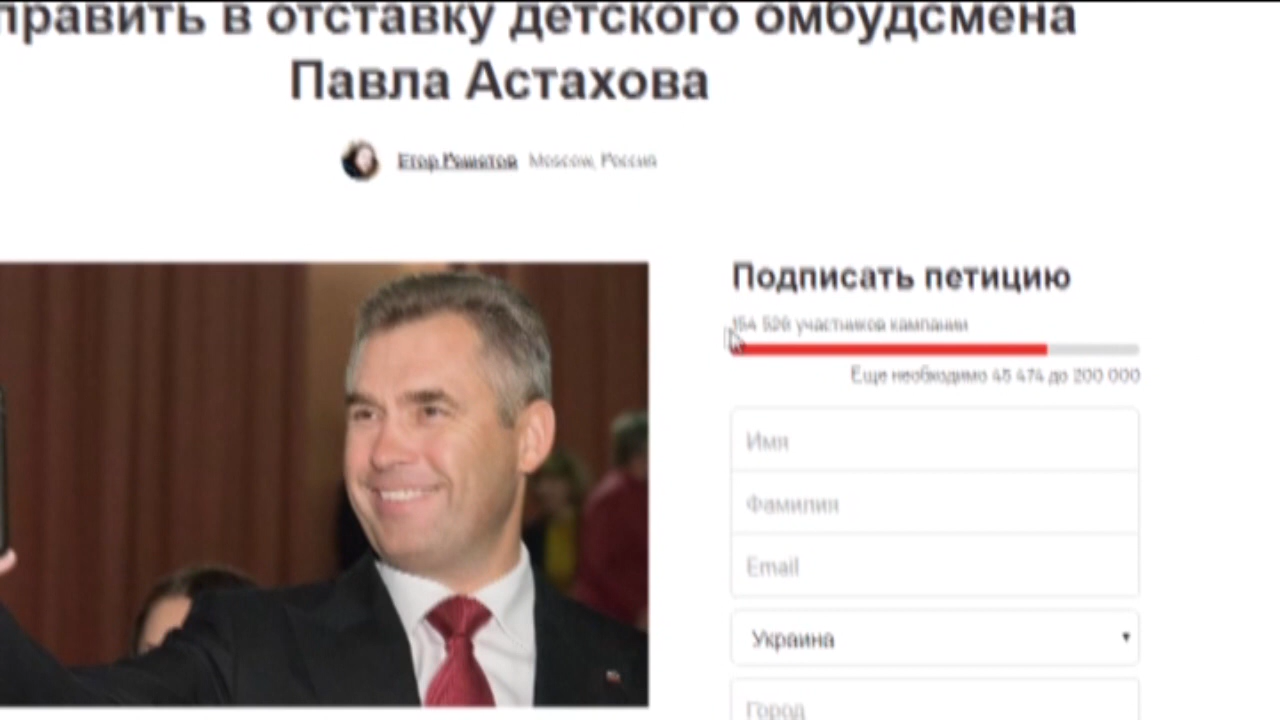 править в отставку детского омбудсмена
Павла Астахова
Егор Решетов Moscow, Россия
Подписать петицию
154 526 участников кампании
Еще необходимо 45 474 до 200 000
Имя
Фамилия
Email
Украина
Город